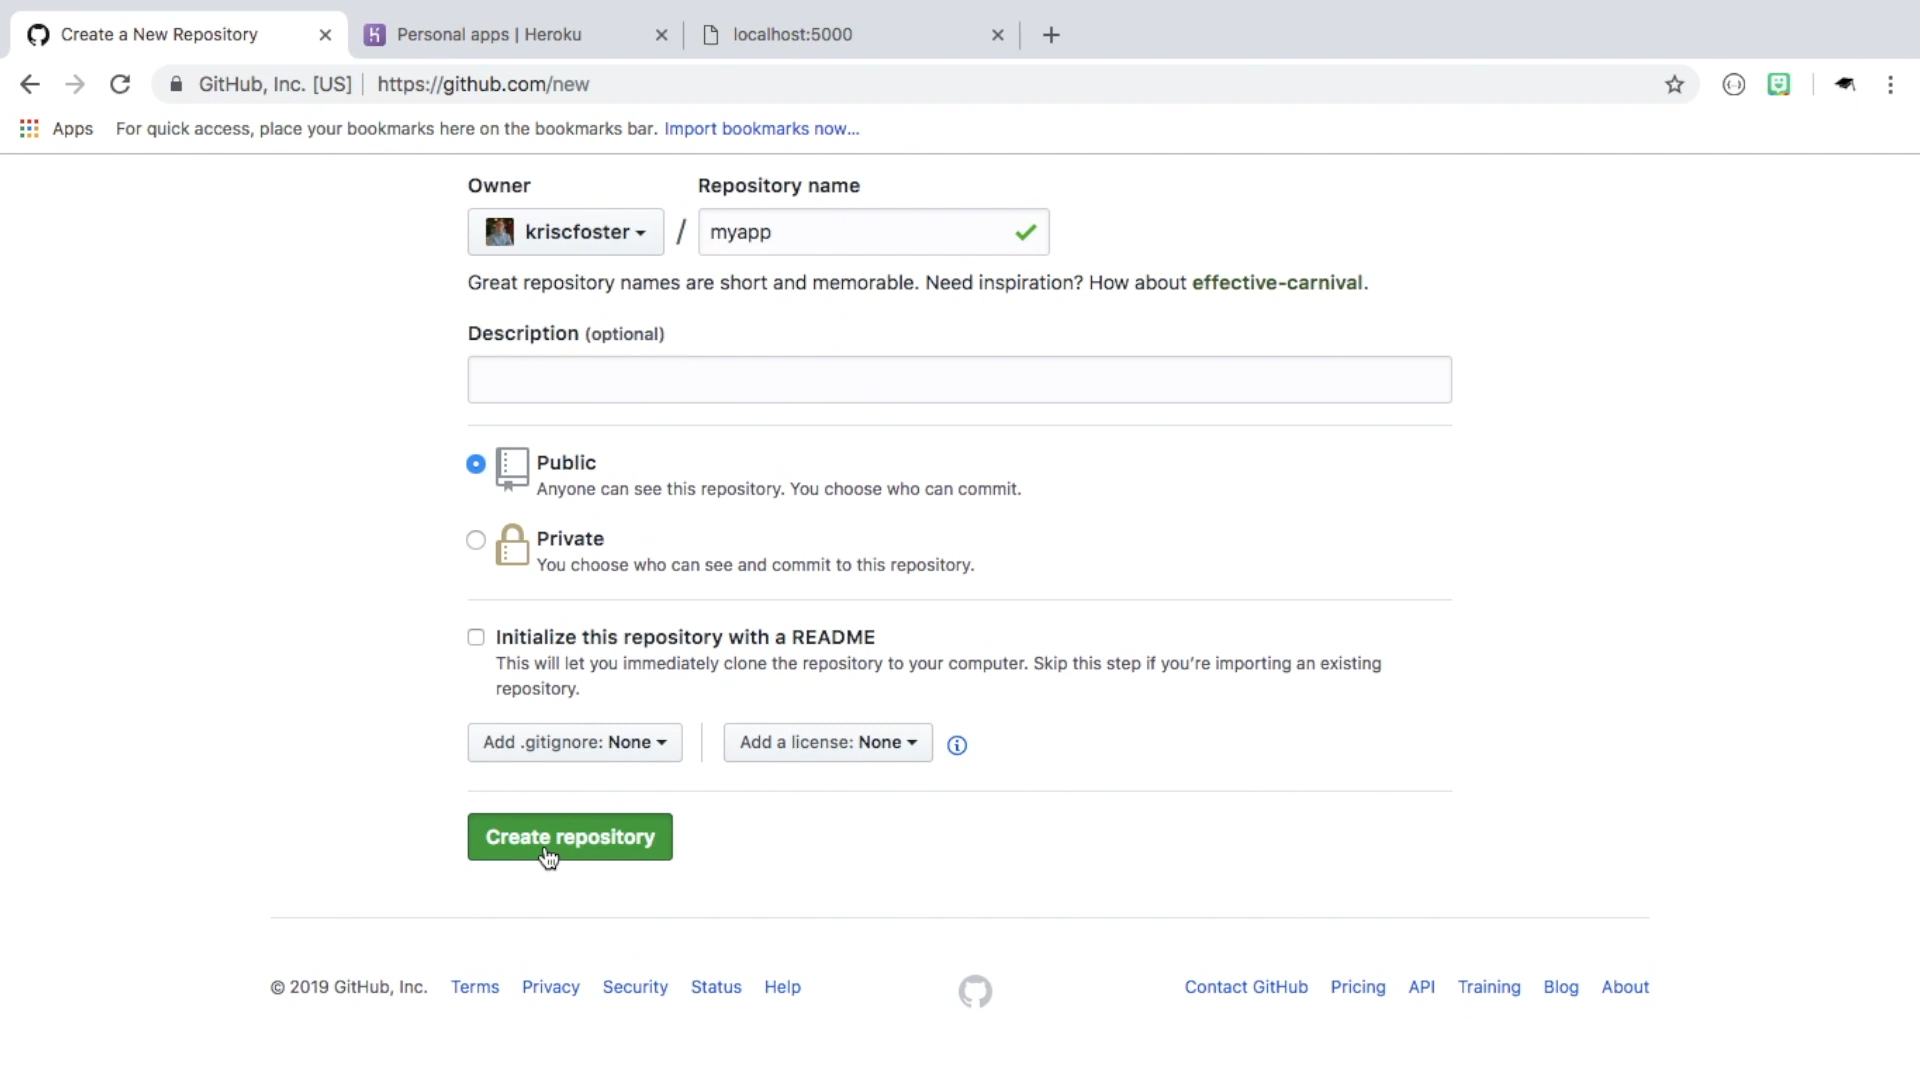 Create a New Repository
Personal apps | Heroku
localhost:5000
GitHub, Inc. [US] https://github.com/new
Apps For quick access, place your bookmarks here on the bookmarks bar. Import bookmarks now...
Owner Repository name
kriscfoster / myapp
Great repository names are short and memorable. Need inspiration? How about effective-carnival.
Description (optional)
Public
Anyone can see this repository. You choose who can commit.
Private
You choose who can see and commit to this repository.
Initialize this repository with a README
This will let you immediately clone the repository to your computer. Skip this step if you’re importing an existing
repository.
Add .gitignore: None Add a license: None
Create repository
© 2019 GitHub, Inc. Terms Privacy Security Status Help Contact GitHub Pricing API Training Blog About